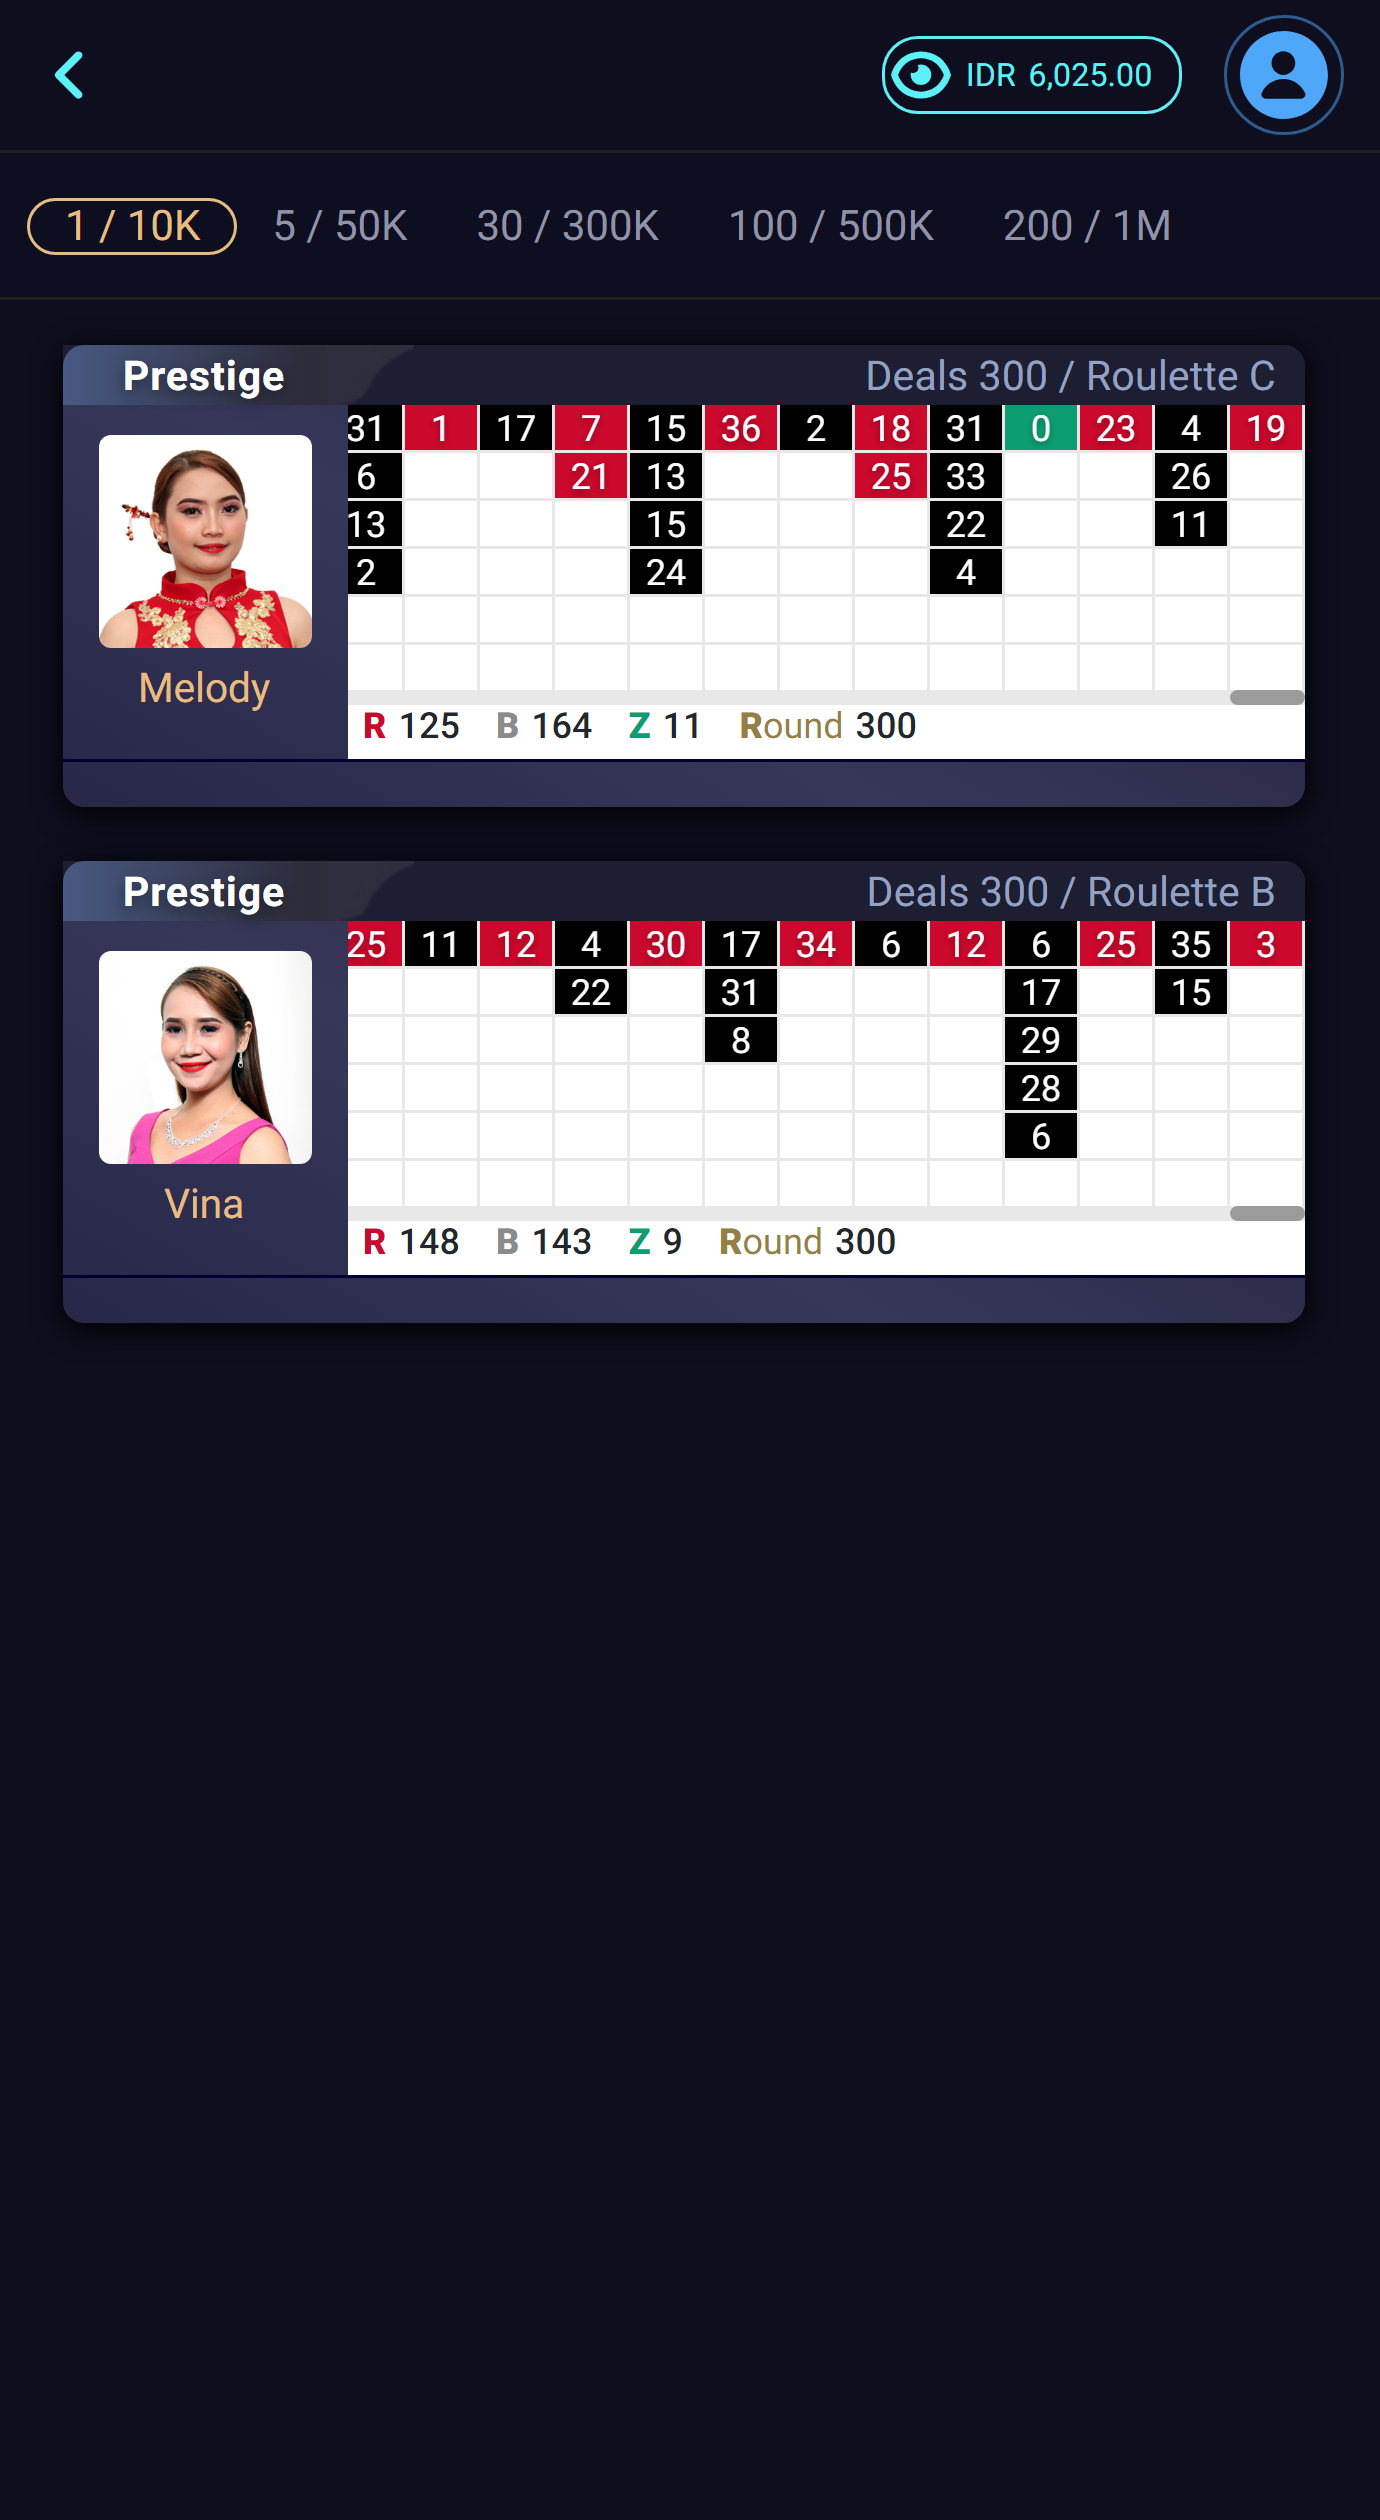 IDR 6,025.00
1 / 10K 5 / 50K 30 / 300K 100 / 500K 200 / 1M
Prestige Deals 300 / Roulette C
31 1 17 7 15 36 2 18 31 0 23 4 19
6 21 13 25 33 26
13 15 22 11
2 24 4
Melody
R 125 B 164 Z 11 Round 300
Prestige Deals 300 / Roulette B
25 11 12 4 30 17 34 6 12 6 25 35 3
22 31 17 15
8 29
28
6
Vina
R 148 B 143 Z 9 Round 300